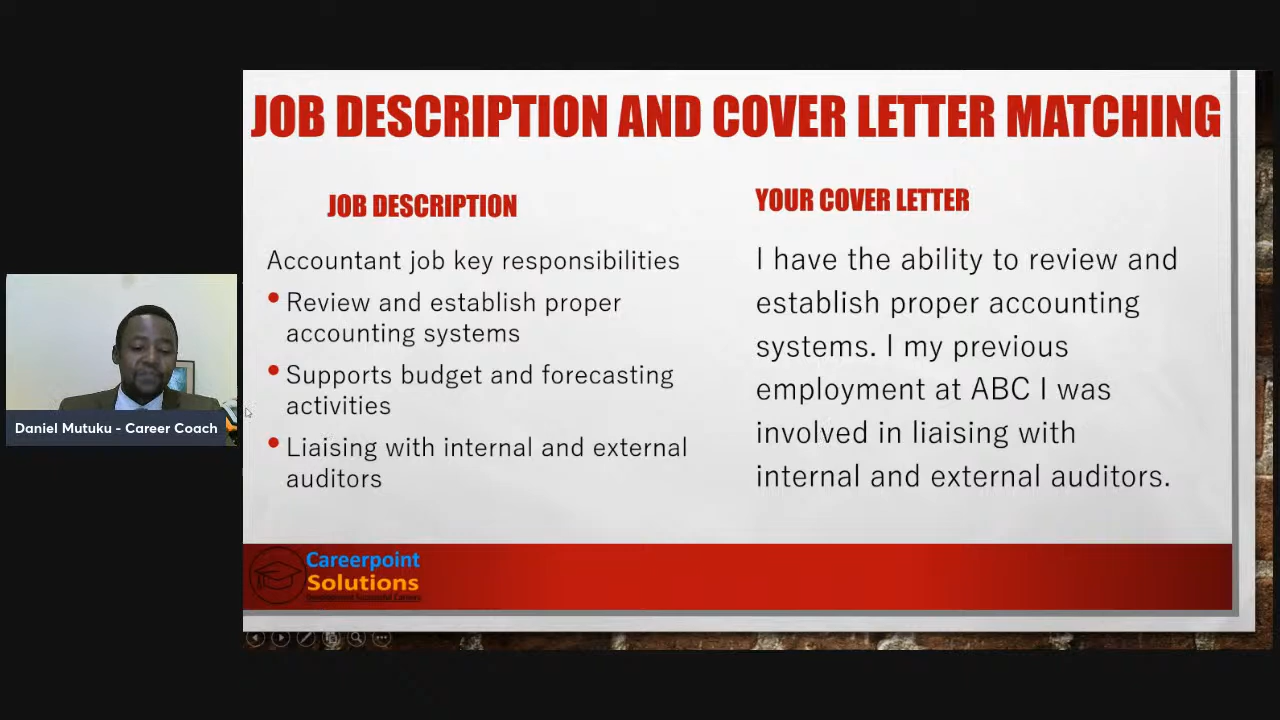 JOB DESCRIPTION AND COVER LETTER MATCHING
JOB DESCRIPTION
Accountant job key responsibilities
Review and establish proper
accounting systems
Supports budget and forecasting
activities
Liaising with internal and external
auditors
YOUR COVER LETTER
I have the ability to review and
establish proper accounting
systems. I my previous
employment at ABC I was
involved in liaising with
internal and external auditors.
Daniel Mutuku - Career Coach
Careerpoint
Solutions